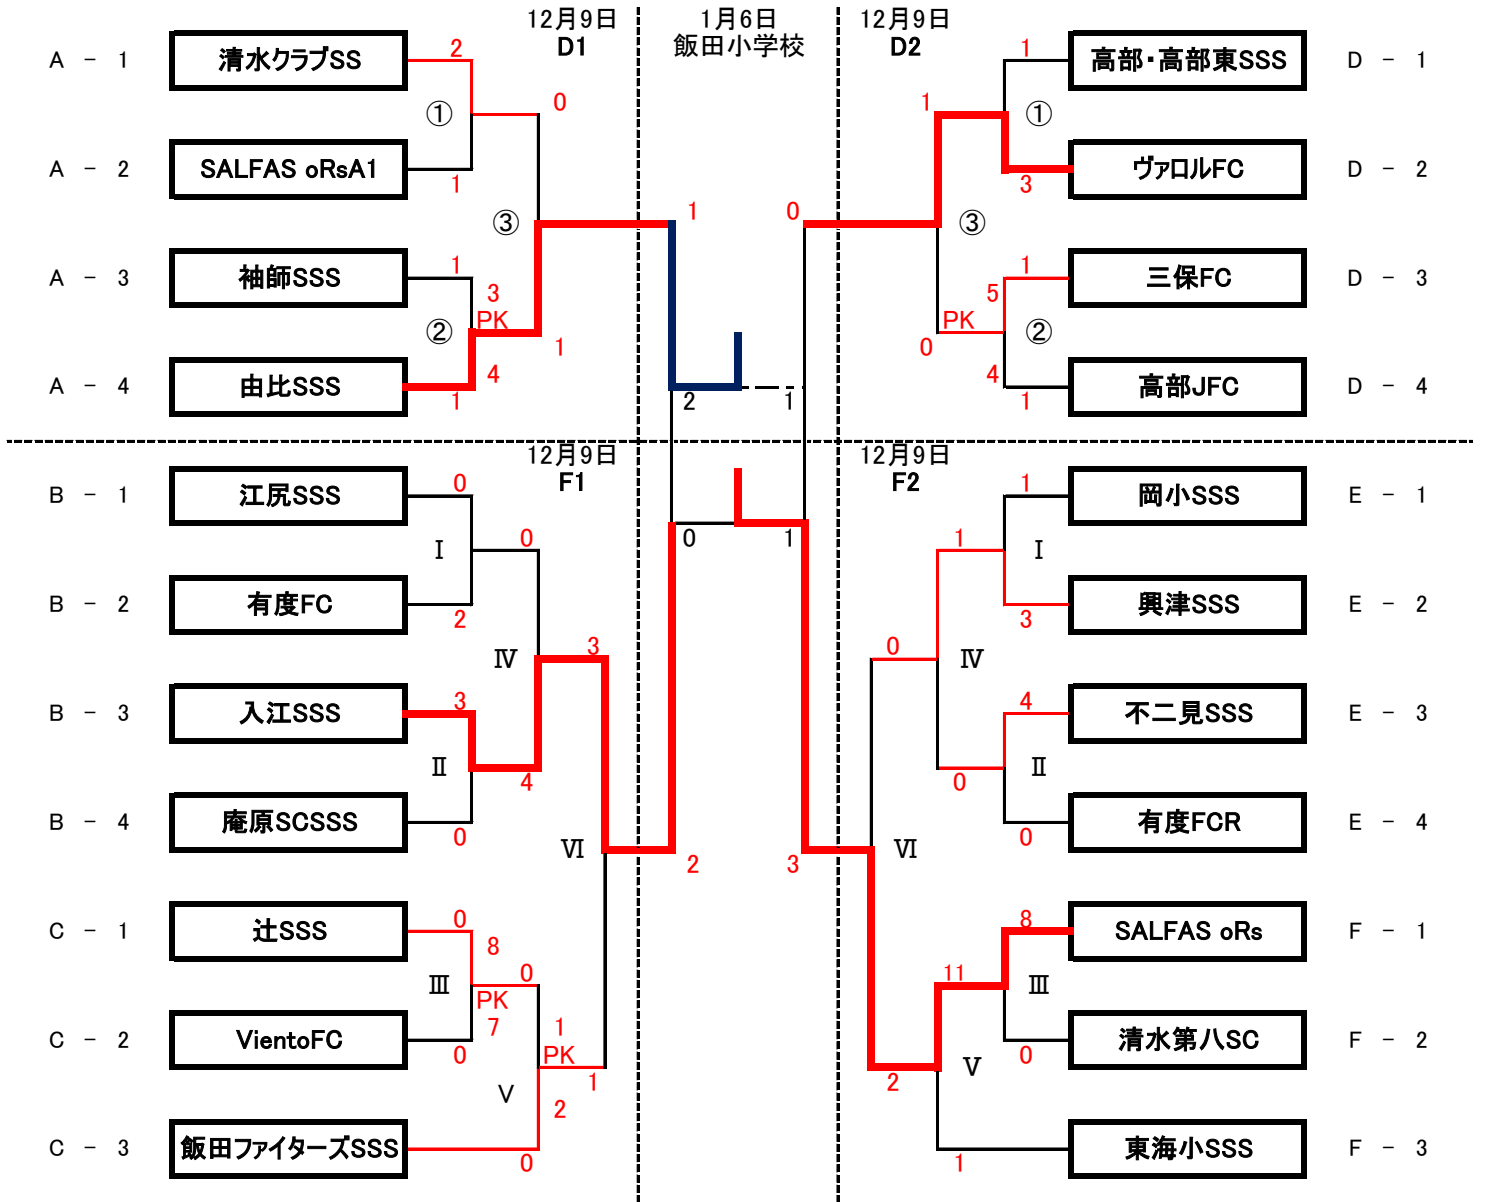 12月9日
D1
1月6日
飯田小学校
12月9日
D2
A － 1
清水クラブSS
2
1
高部・高部東SSS
D － 1
①
0
1
①
A － 2
SALFAS oRsA1
1
3
ヴァロルFC
D － 2
③
1
0
③
A － 3
袖師SSS
1
3
PK
②
1
5
PK
②
三保FC
D － 3
1
0
A － 4
由比SSS
4
1
2
1
4
1
高部JFC
D － 4
12月9日
F1
12月9日
F2
B － 1
江尻SSS
0
1
岡小SSS
E － 1
Ⅰ
0
0
1
1
Ⅰ
B － 2
有度FC
2
3
興津SSS
E － 2
Ⅳ
3
0
Ⅳ
B － 3
入江SSS
3
4
不二見SSS
E － 3
Ⅱ
4
0
Ⅱ
B － 4
庵原SCSSS
0
0
有度FCR
E － 4
Ⅵ
2
3
Ⅵ
C － 1
辻SSS
0
8
8
SALFAS oRs
F － 1
Ⅲ
PK
0
11
Ⅲ
C － 2
VientoFC
7
0
1
PK
0
清水第八SC
F － 2
Ⅴ
1
2
Ⅴ
C － 3
飯田ファイターズSSS
2
0
1
東海小SSS
F － 3